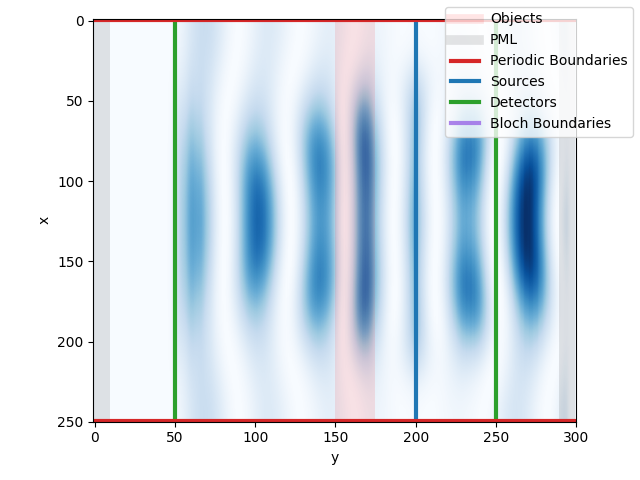 Objects
PML
Periodic Boundaries
Sources
Detectors
Bloch Boundaries
0
50
100
150
200
250
x
0 50 100 150 200 250 300
y